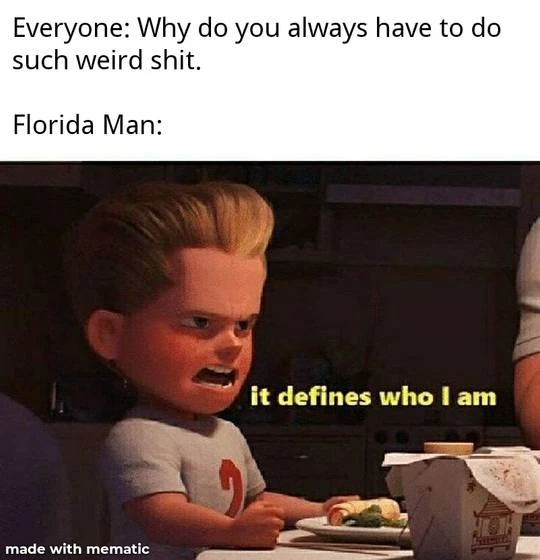 Everyone: Why do you always have to do
such weird shit.
Florida Man:
it defines who I am
made with mematic